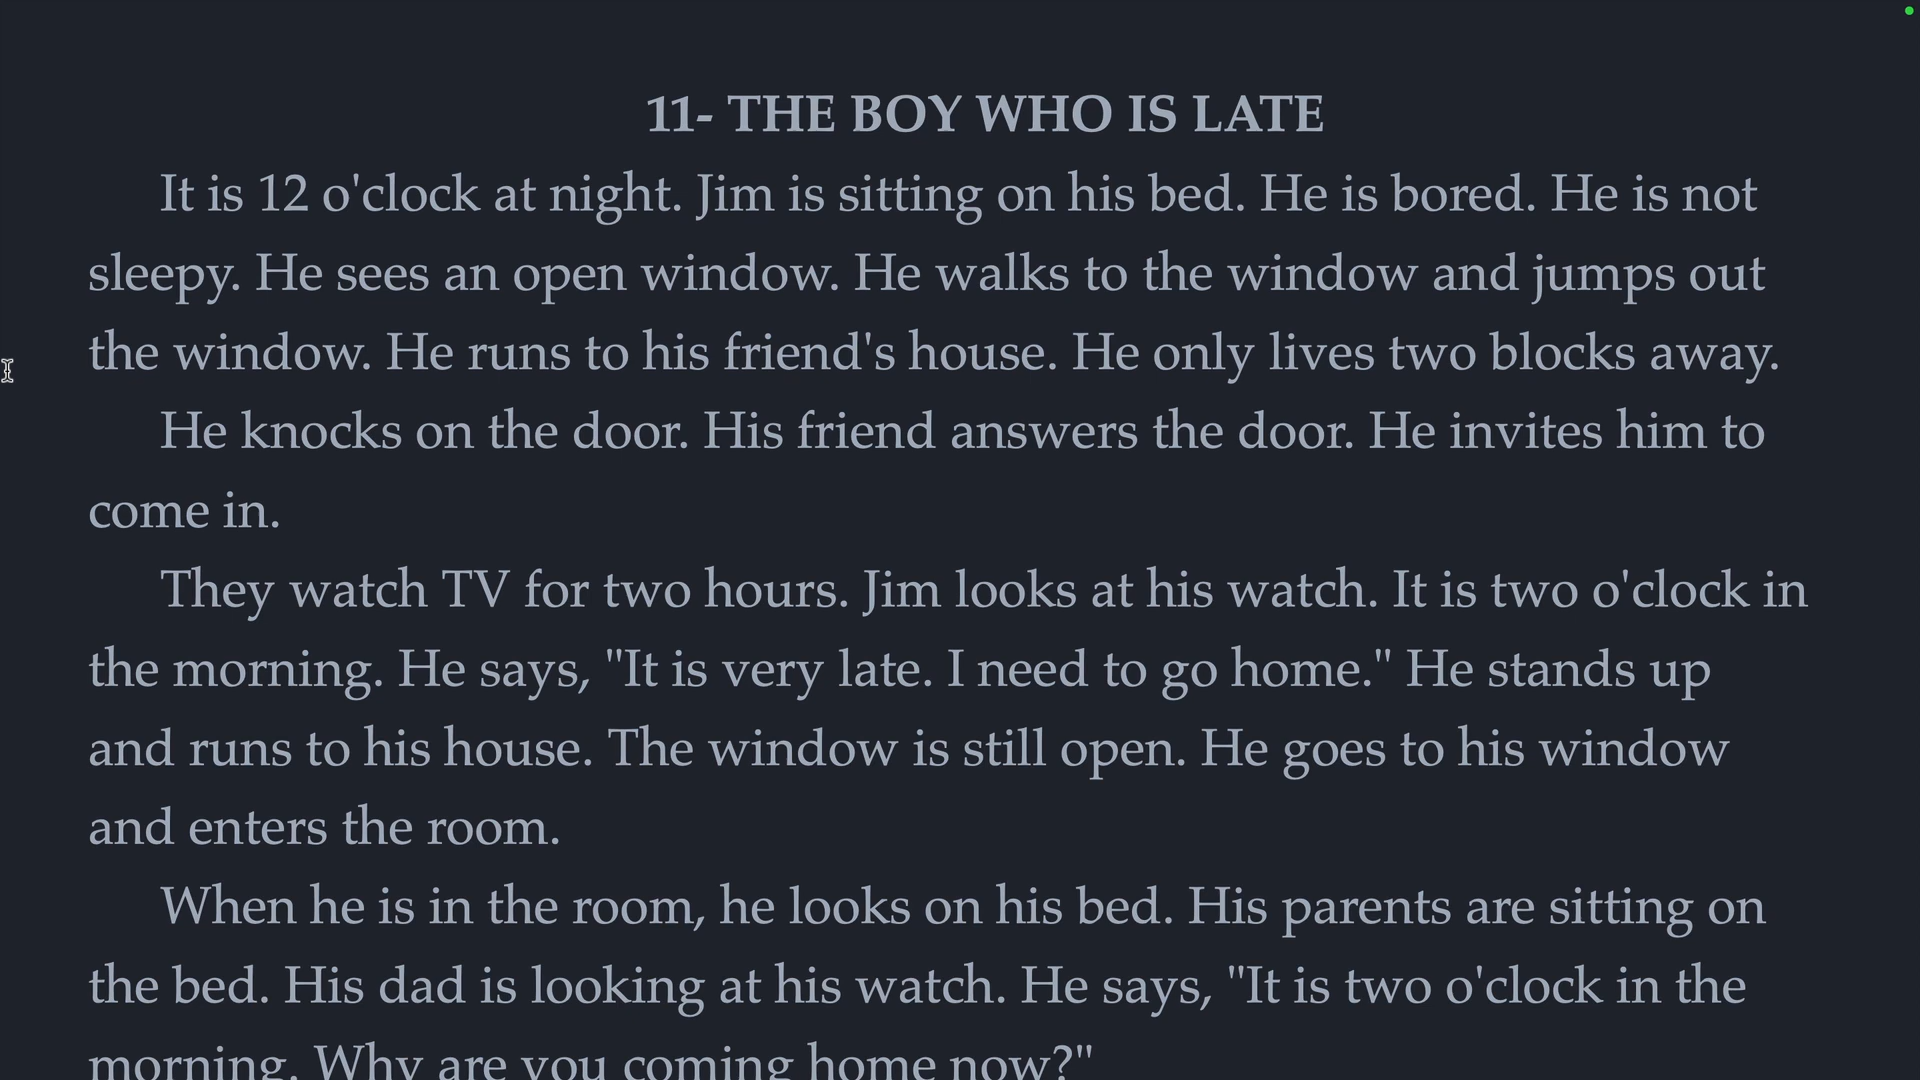 11- THE BOY WHO IS LATE
It is 12 o'clock at night. Jim is sitting on his bed. He is bored. He is not
sleepy. He sees an open window. He walks to the window and jumps out
the window. He runs to his friend's house. He only lives two blocks away.
He knocks on the door. His friend answers the door. He invites him to
come in.
They watch TV for two hours. Jim looks at his watch. It is two o'clock in
the morning. He says, "It is very late. I need to go home." He stands up
and runs to his house. The window is still open. He goes to his window
and enters the room.
When he is in the room, he looks on his bed. His parents are sitting on
the bed. His dad is looking at his watch. He says, "It is two o'clock in the
morning. Why are you coming home now?"